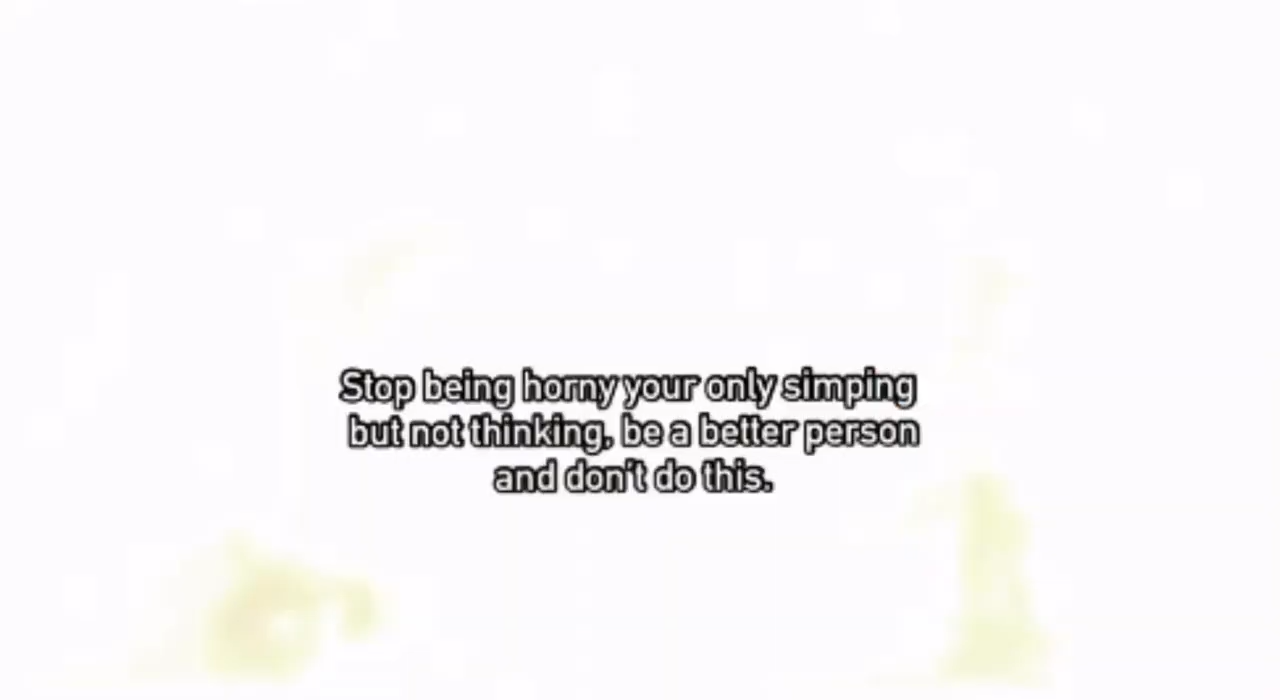 Stop being horny your only simping
but not thinking, be a better person
and don't do this.